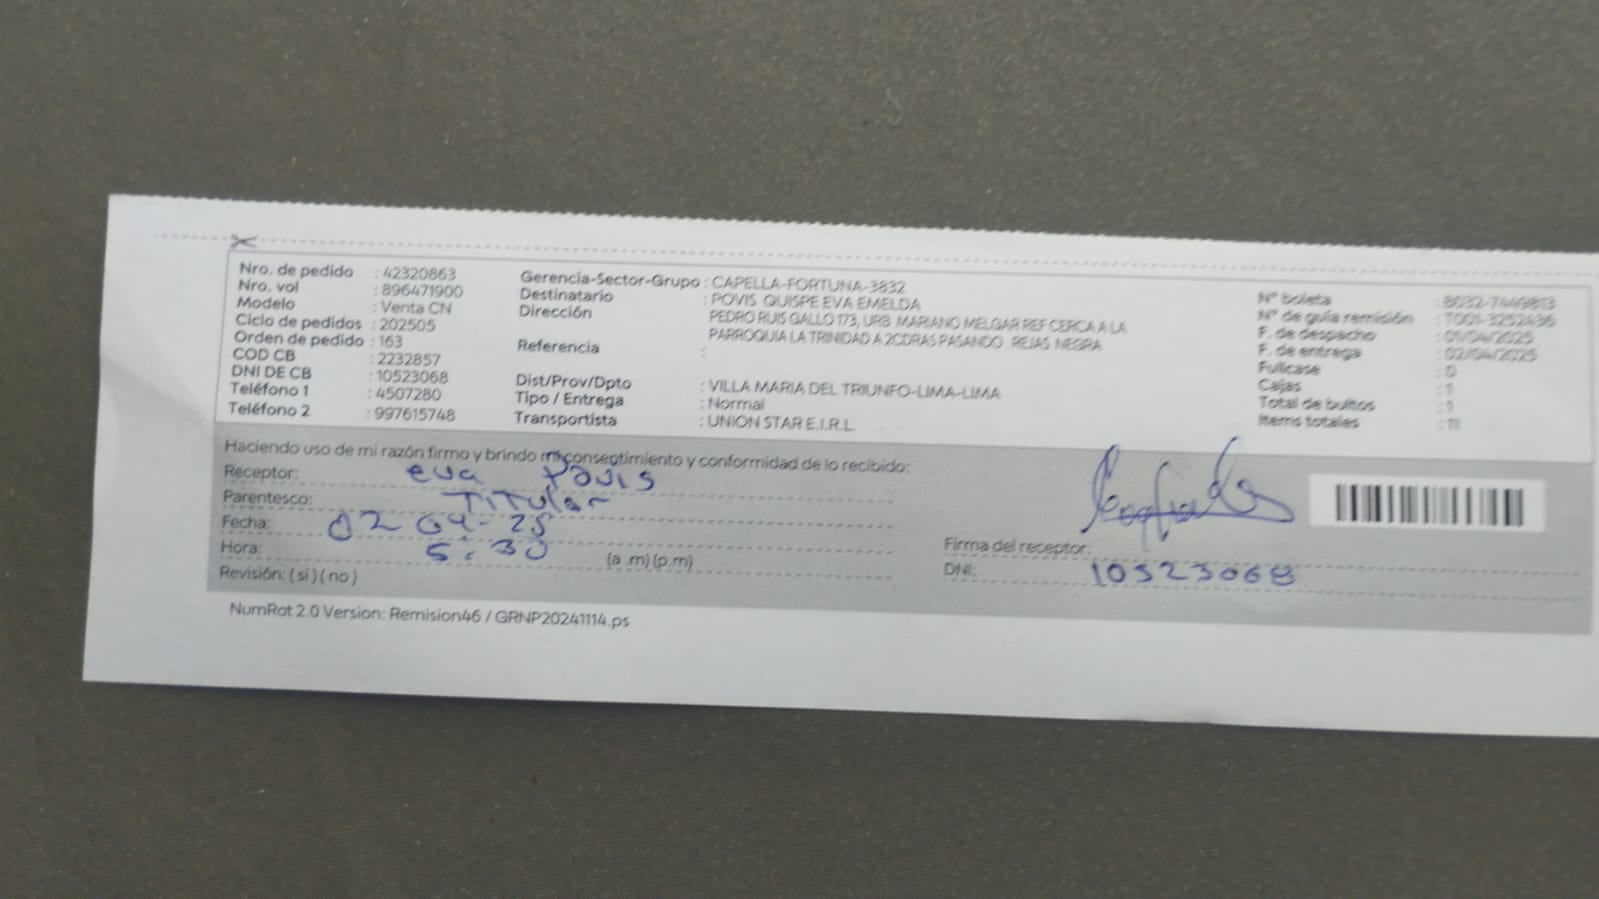 Nro. de pedido : 42320863
Nro. vol : 896471900
Modelo : Venta CN
Ciclo de pedidos : 202505
Orden de pedido : 163
COD CB : 2232857
DNI DE CB : 10523068
Teléfono 1 : 4507280
Teléfono 2 : 997615748
Gerencia-Sector-Grupo : CAPELLA-FORTUNA-3832
Destinatario : POVIS QUISPE EVA EMELDA
Dirección PEDRO RUIS GALLO 173, URB MARIANO MELGAR REF CERCA A LA
PARROQUIA LA TRINIDAD A 2CDRAS PASANDO REJAS NEGRA
Referencia :
Dist/Prov/Dpto : VILLA MARIA DEL TRIUNFO-LIMA-LIMA
Tipo / Entrega : Normal
Transportista : UNION STAR E.I.R.L.
N° boleta : B032-7449813
N° de guía remisión : T001-3252436
F. de despacho : 01/04/2025
F. de entrega : 02/04/2025
Fullcase : 0
Cajas : 1
Total de bultos : 1
Items totales : 11
Haciendo uso de mi razón firmo y brindo mi consentimiento y conformidad de lo recibido:
Receptor: eva Povis
Parentesco: TITular
Fecha: 02 04-25
Hora: 5:30 (a .m) (p.m)
Revisión: ( si ) ( no )
Firma del receptor:
DNI: 10523068
NumRot 2.0 Version: Remision46 / GRNP20241114.ps